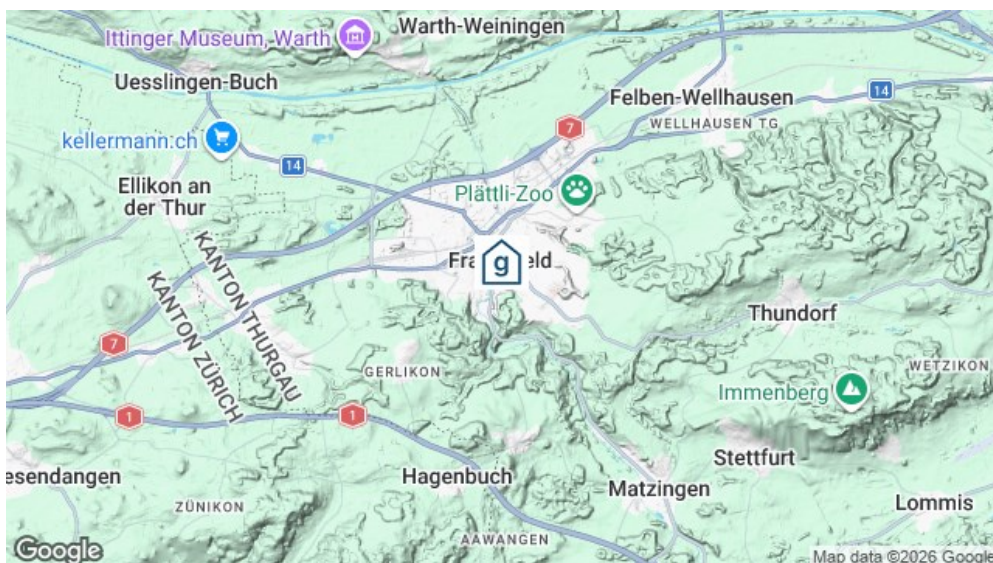 Ittinger Museum, Warth
Warth-Weiningen
Uesslingen-Buch
14
Felben-Wellhausen
WELLHAUSEN TG
kellermann.ch
7
14
Plättli-Zoo
Ellikon an
der Thur
g
KANTON THURGAU
KANTON ZÜRICH
Thundorf
7
GERLIKON
WETZIKON
Immenberg
1
1
esendangen
Hagenbuch
Stettfurt
Matzingen
Lommis
ZÜNIKON
AAWANGEN
Google
Map data ©2026 Google